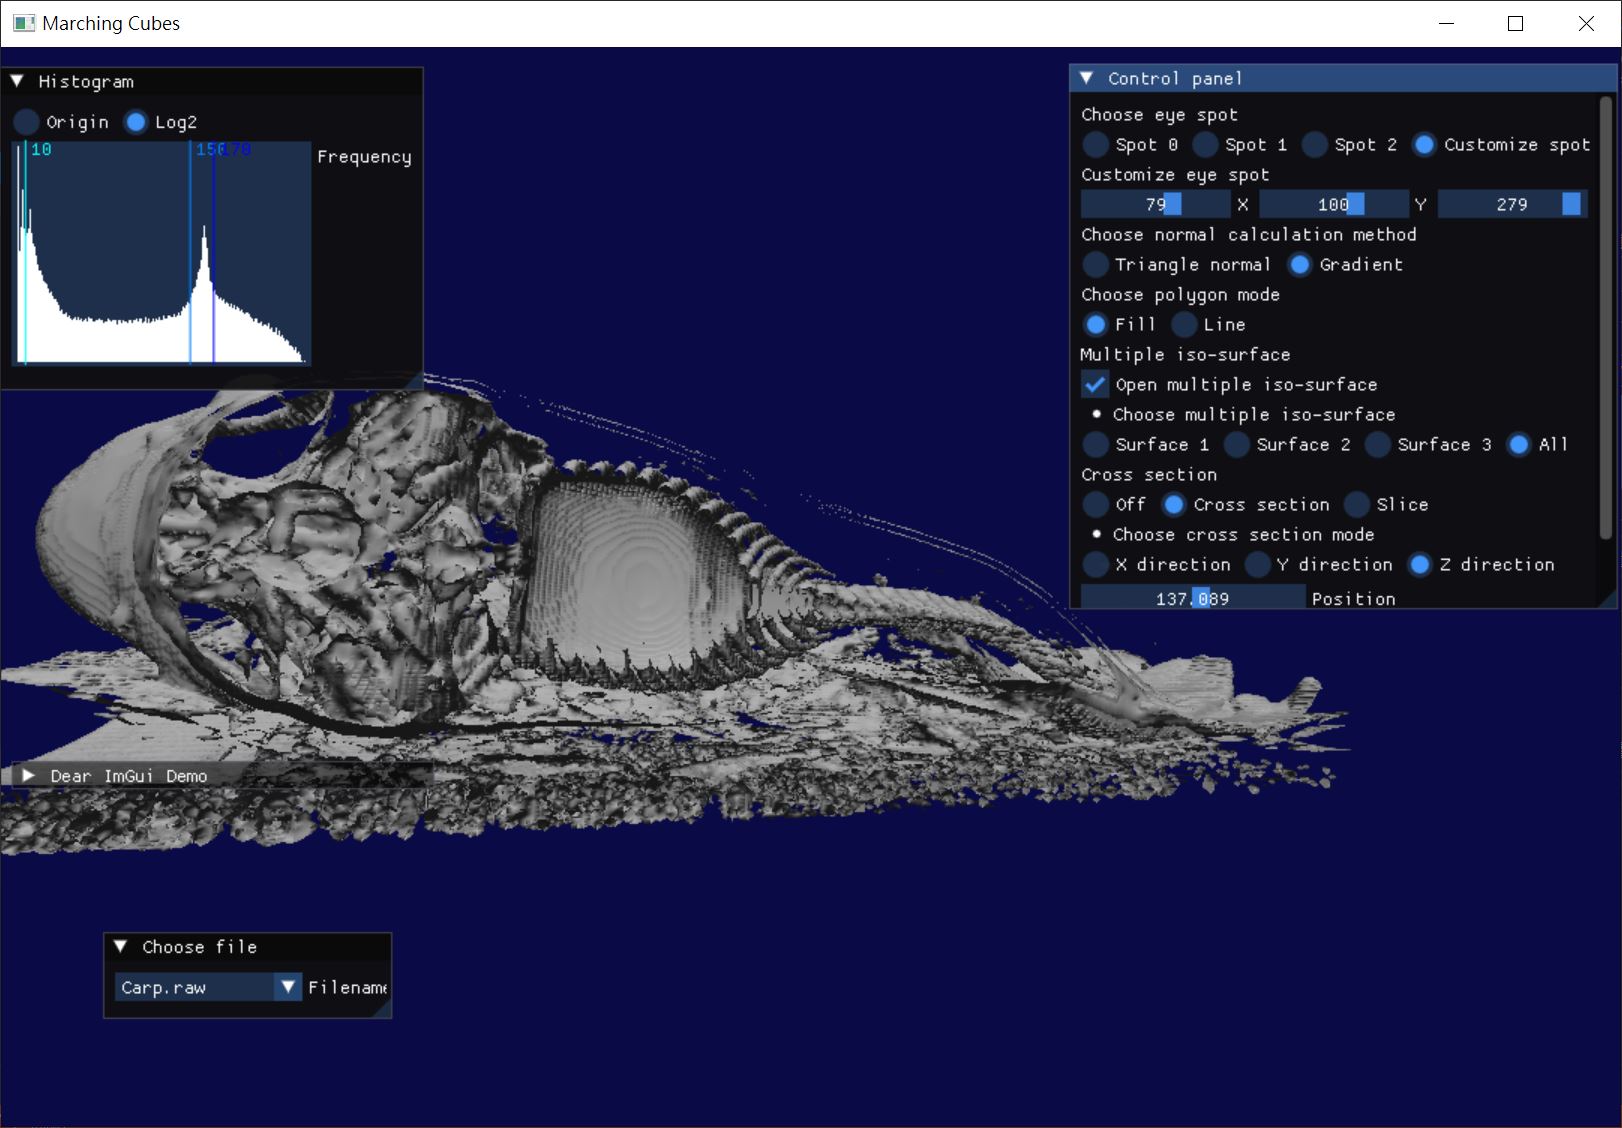 Marching Cubes
Histogram
Origin Log2
10 150 170
Frequency
Control panel
Choose eye spot
Spot 0 Spot 1 Spot 2 Customize spot
Customize eye spot
79 X 100 Y 279
Choose normal calculation method
Triangle normal Gradient
Choose polygon mode
Fill Line
Multiple iso-surface
Open multiple iso-surface
Choose multiple iso-surface
Surface 1 Surface 2 Surface 3 All
Cross section
Off Cross section Slice
Choose cross section mode
X direction Y direction Z direction
137.089 Position
Dear ImGui Demo
Choose file
Carp.raw Filename